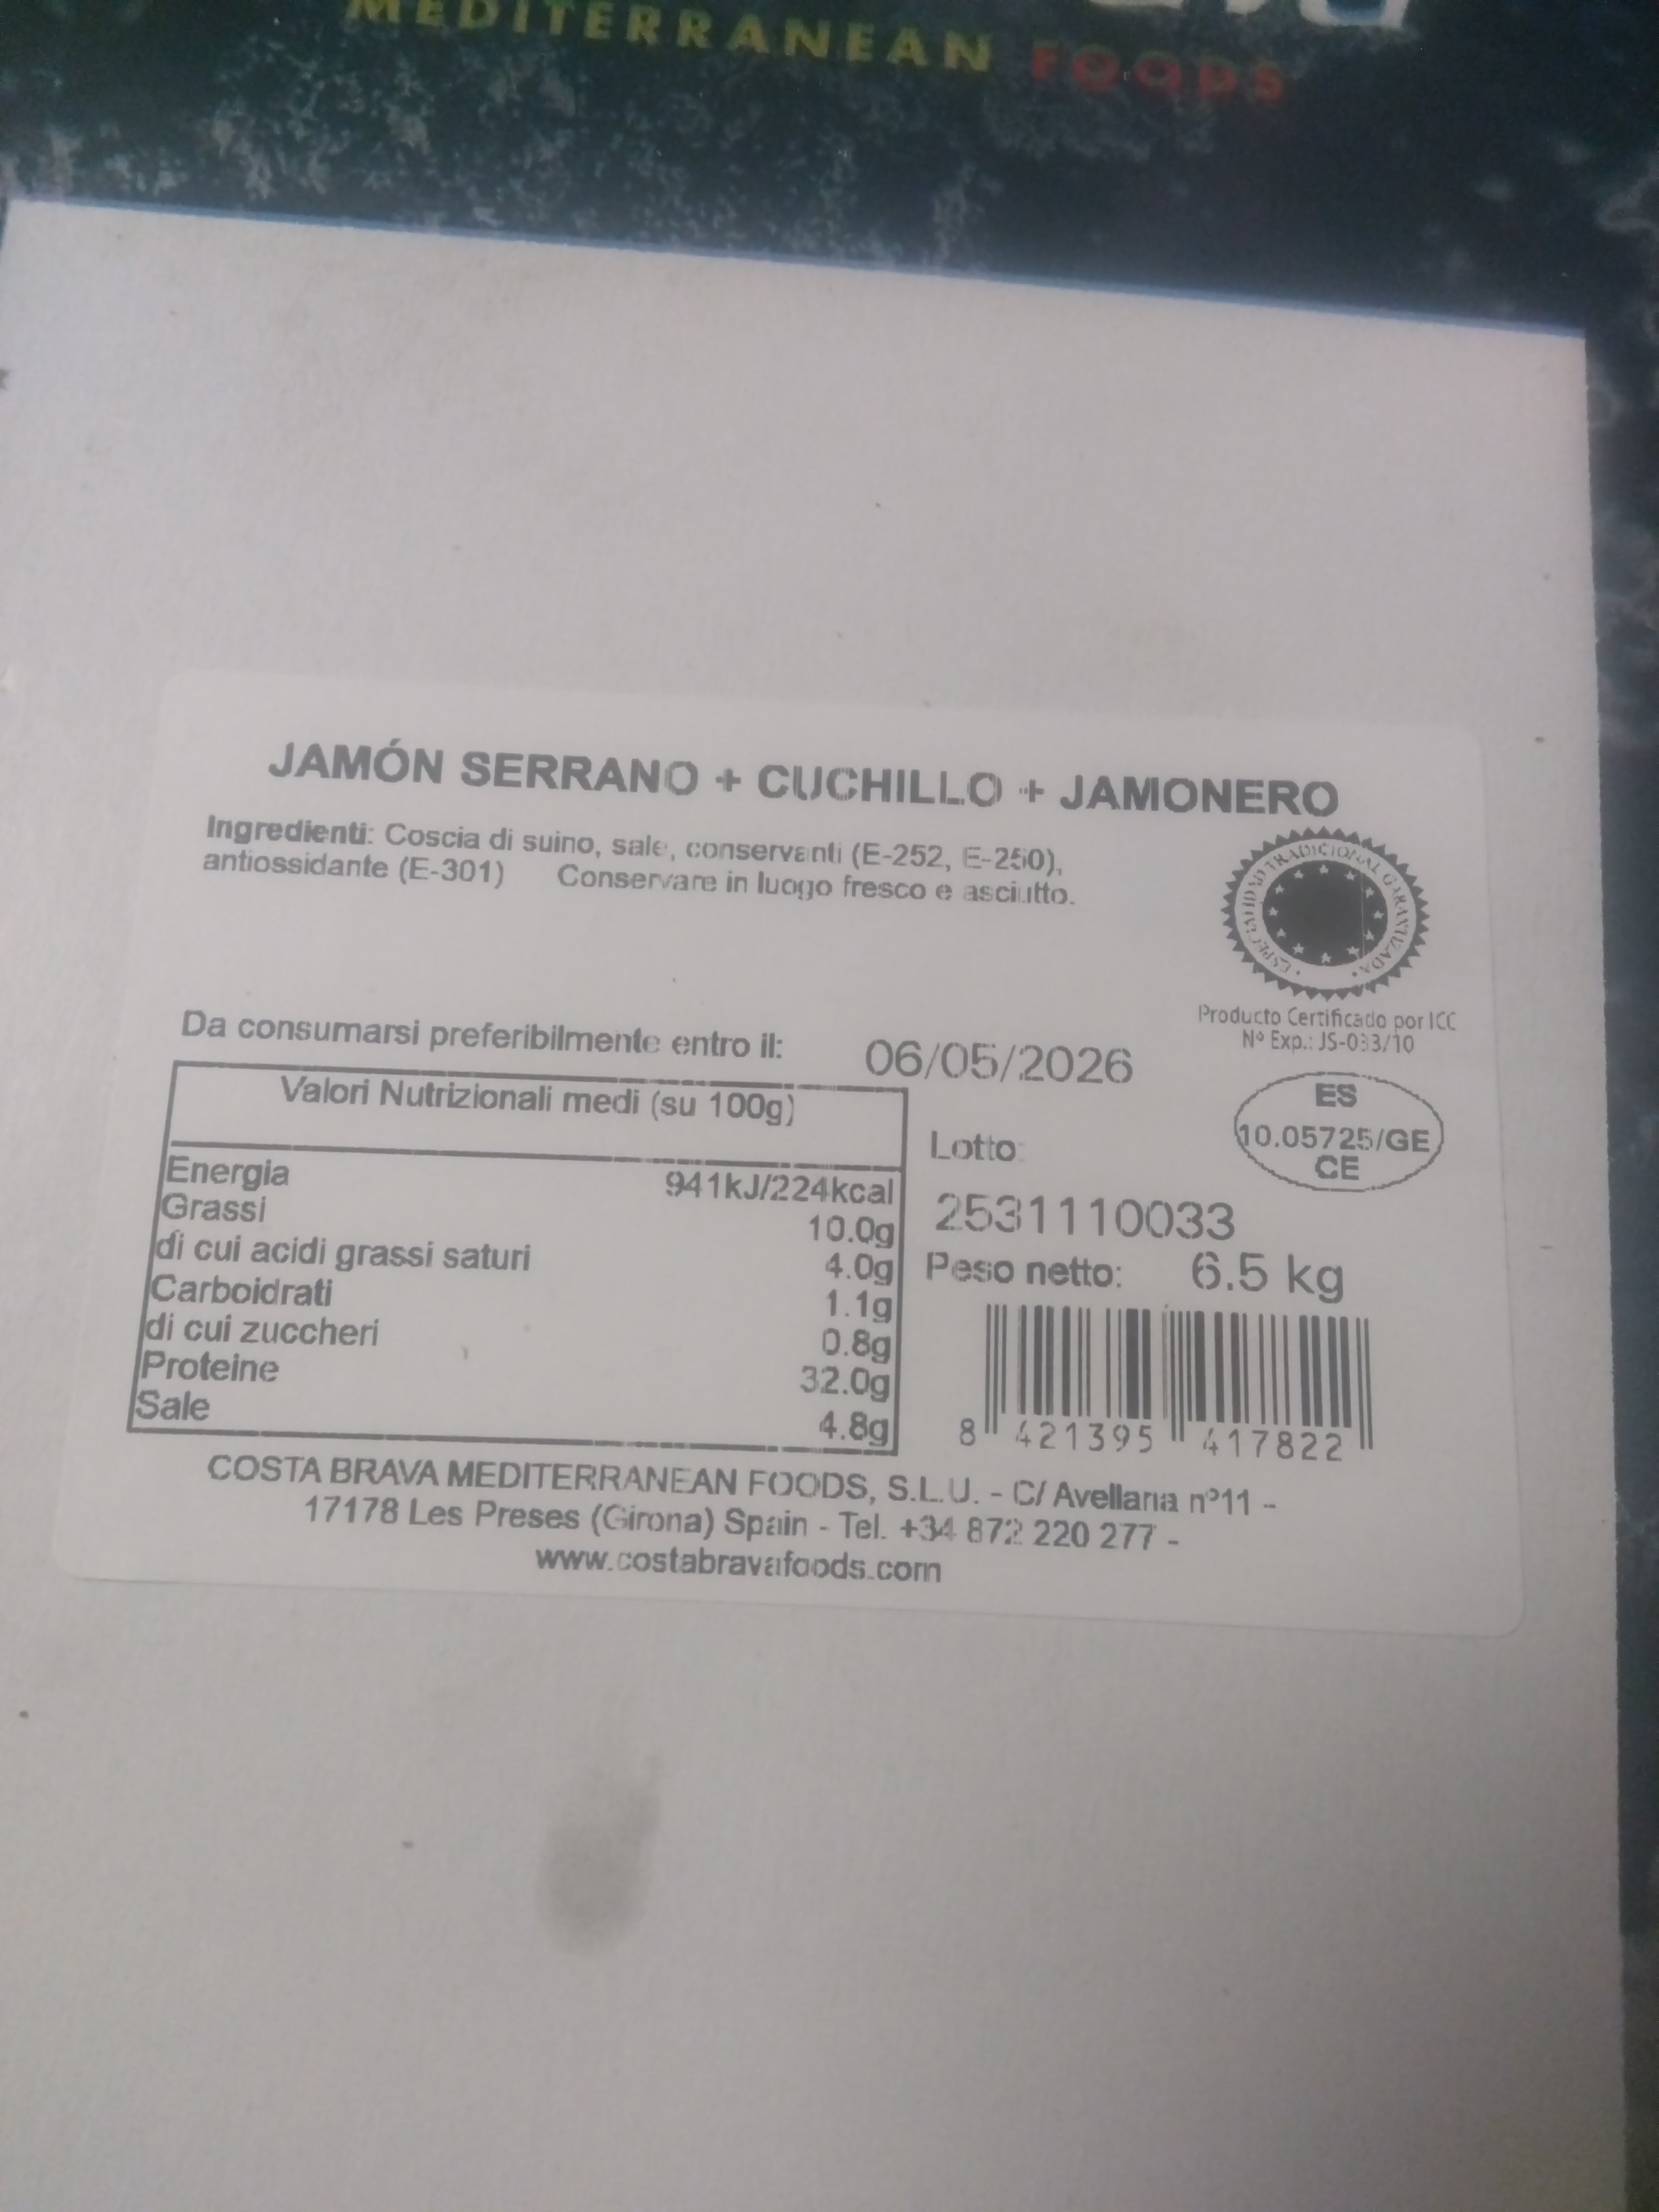 MEDITERRANEAN FOODS
JAMÓN SERRANO + CUCHILLO + JAMONERO
Ingredienti: Coscia di suino, sale, conservanti (E-252, E-250),
antiossidante (E-301) Conservare in luogo fresco e asciutto.
ESPECIALIDAD TRADICIONAL GARANTIZADA
Producto Certificado por ICC
Nº Exp.: JS-033/10
Da consumarsi preferibilmente entro il: 06/05/2026
ES
10.05725/GE
CE
Valori Nutrizionali medi (su 100g)
Energia 941kJ/224kcal
Grassi 10.0g
di cui acidi grassi saturi 4.0g
Carboidrati 1.1g
di cui zuccheri 0.8g
Proteine 32.0g
Sale 4.8g
Lotto:
2531110033
Peso netto: 6.5 kg
8 421395 417822
COSTA BRAVA MEDITERRANEAN FOODS, S.L.U. - C/ Avellana nº11 -
17178 Les Preses (Girona) Spain - Tel. +34 872 220 277 -
www.costabravafoods.com